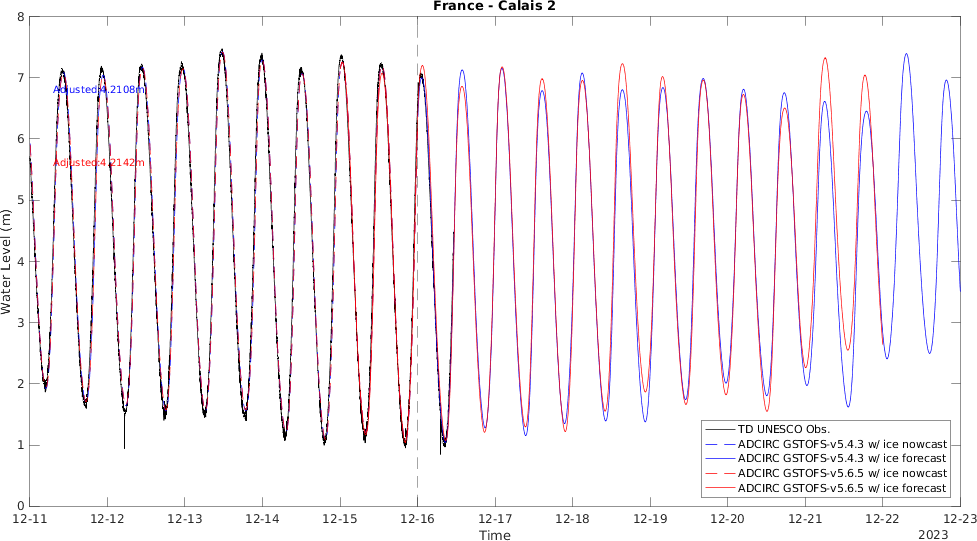 France - Calais 2
8
7
6
5
4
3
2
1
0
Water Level (m)
Adjusted:4.2108m
Adjusted:4.2142m
TD UNESCO Obs.
ADCIRC GSTOFS-v5.4.3 w/ ice nowcast
ADCIRC GSTOFS-v5.4.3 w/ ice forecast
ADCIRC GSTOFS-v5.6.5 w/ ice nowcast
ADCIRC GSTOFS-v5.6.5 w/ ice forecast
12-11 12-12 12-13 12-14 12-15 12-16 12-17 12-18 12-19 12-20 12-21 12-22 12-23
Time
2023